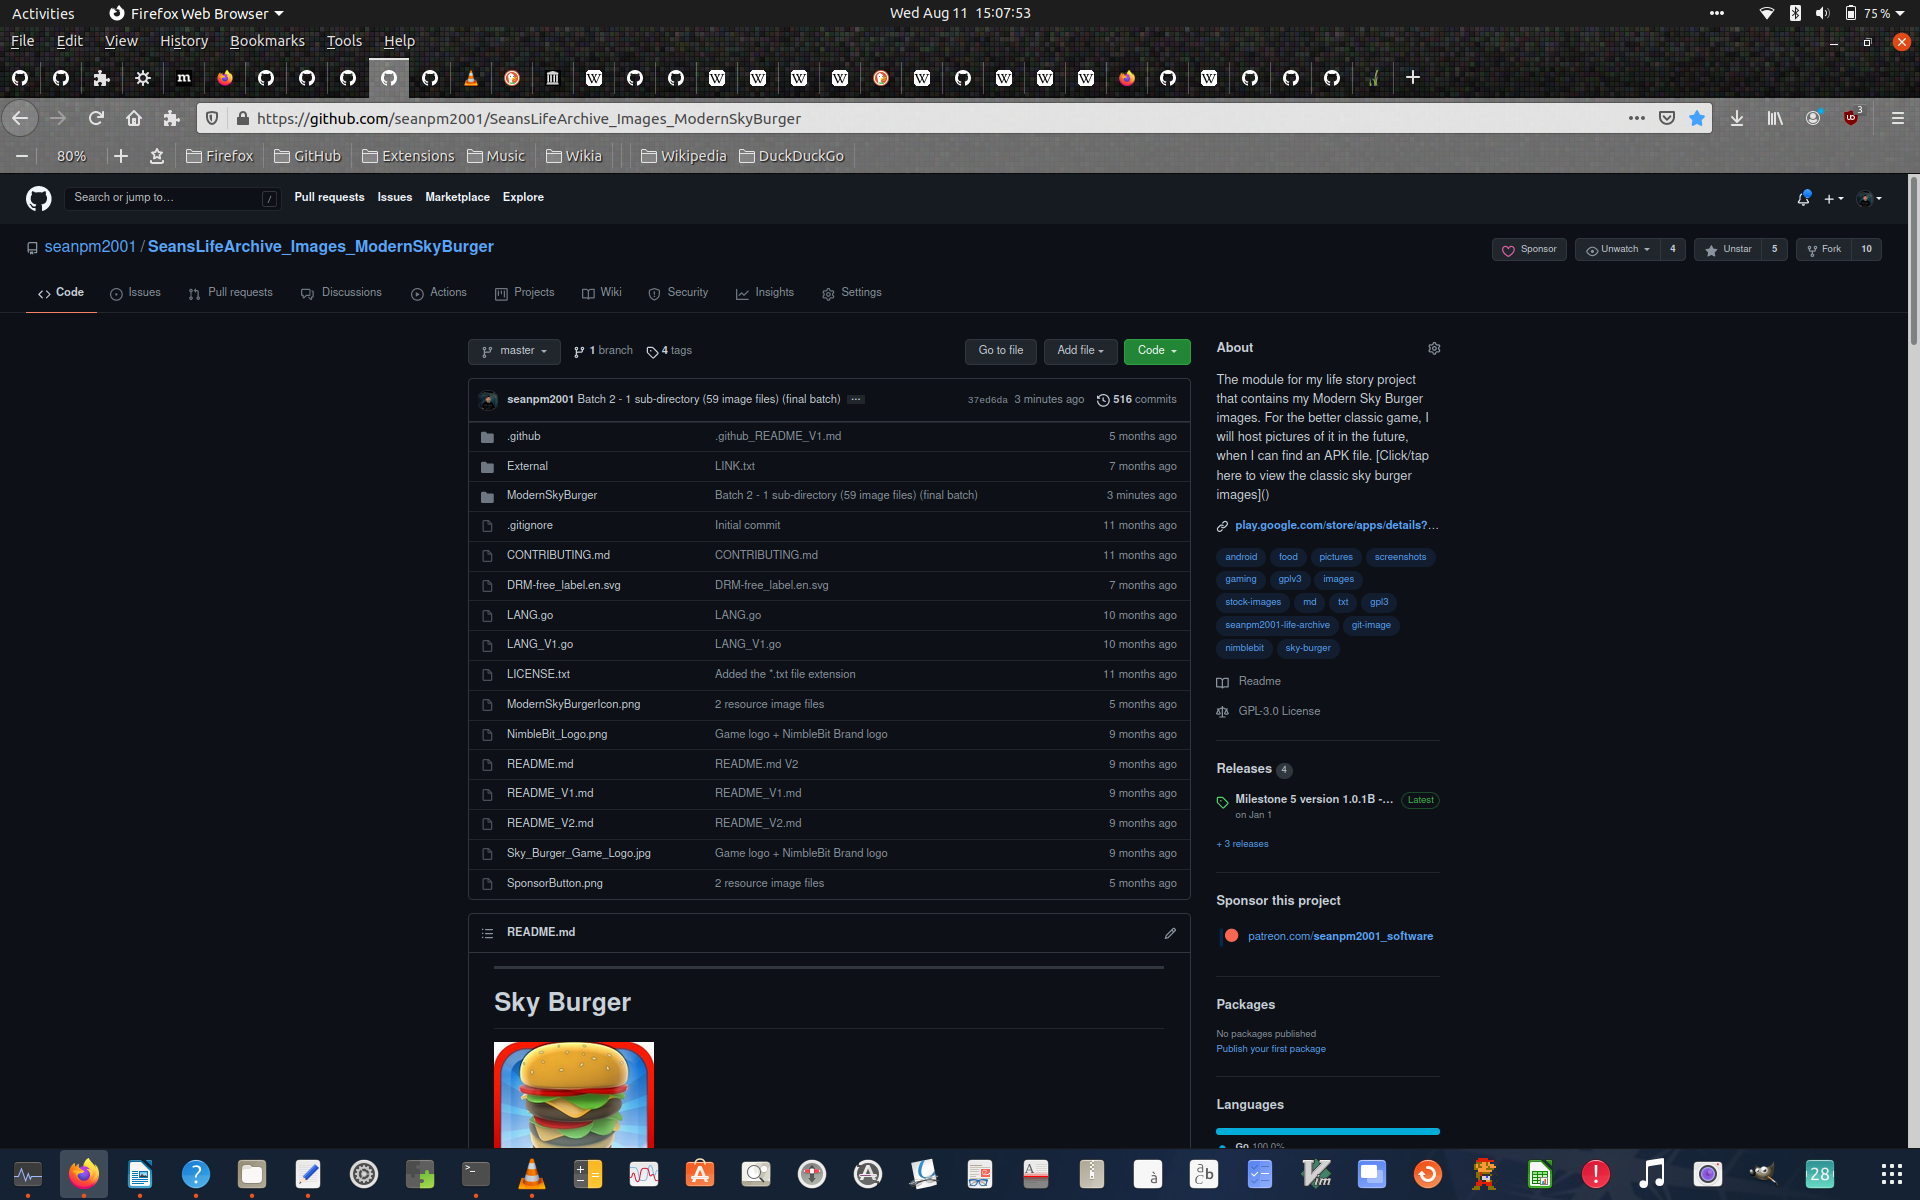 Activities Firefox Web Browser Wed Aug 11 15:07:53 75 %
File Edit View History Bookmarks Tools Help
https://github.com/seanpm2001/SeansLifeArchive_Images_ModernSkyBurger 3
80% Firefox GitHub Extensions Music Wikia Wikipedia DuckDuckGo
Search or jump to… / Pull requests Issues Marketplace Explore
seanpm2001 / SeansLifeArchive_Images_ModernSkyBurger Sponsor Unwatch 4 Unstar 5 Fork 10
Code Issues Pull requests Discussions Actions Projects Wiki Security Insights Settings
master 1 branch 4 tags Go to file Add file Code
seanpm2001 Batch 2 - 1 sub-directory (59 image files) (final batch) ... 37ed6da 3 minutes ago 516 commits
.github .github_README_V1.md 5 months ago
External LINK.txt 7 months ago
ModernSkyBurger Batch 2 - 1 sub-directory (59 image files) (final batch) 3 minutes ago
.gitignore Initial commit 11 months ago
CONTRIBUTING.md CONTRIBUTING.md 11 months ago
DRM-free_label.en.svg DRM-free_label.en.svg 7 months ago
LANG.go LANG.go 10 months ago
LANG_V1.go LANG_V1.go 10 months ago
LICENSE.txt Added the *.txt file extension 11 months ago
ModernSkyBurgerIcon.png 2 resource image files 5 months ago
NimbleBit_Logo.png Game logo + NimbleBit Brand logo 9 months ago
README.md README.md V2 9 months ago
README_V1.md README_V1.md 9 months ago
README_V2.md README_V2.md 9 months ago
Sky_Burger_Game_Logo.jpg Game logo + NimbleBit Brand logo 9 months ago
SponsorButton.png 2 resource image files 5 months ago
README.md
Sky Burger
About
The module for my life story project
that contains my Modern Sky Burger
images. For the better classic game, I
will host pictures of it in the future,
when I can find an APK file. [Click/tap
here to view the classic sky burger
images]()
play.google.com/store/apps/details?…
android food pictures screenshots
gaming gplv3 images
stock-images md txt gpl3
seanpm2001-life-archive git-image
nimblebit sky-burger
Readme
GPL-3.0 License
Releases 4
Milestone 5 version 1.0.1B -… Latest
on Jan 1
+ 3 releases
Sponsor this project
patreon.com/seanpm2001_software
Packages
No packages published
Publish your first package
Languages
Go 100.0%
28